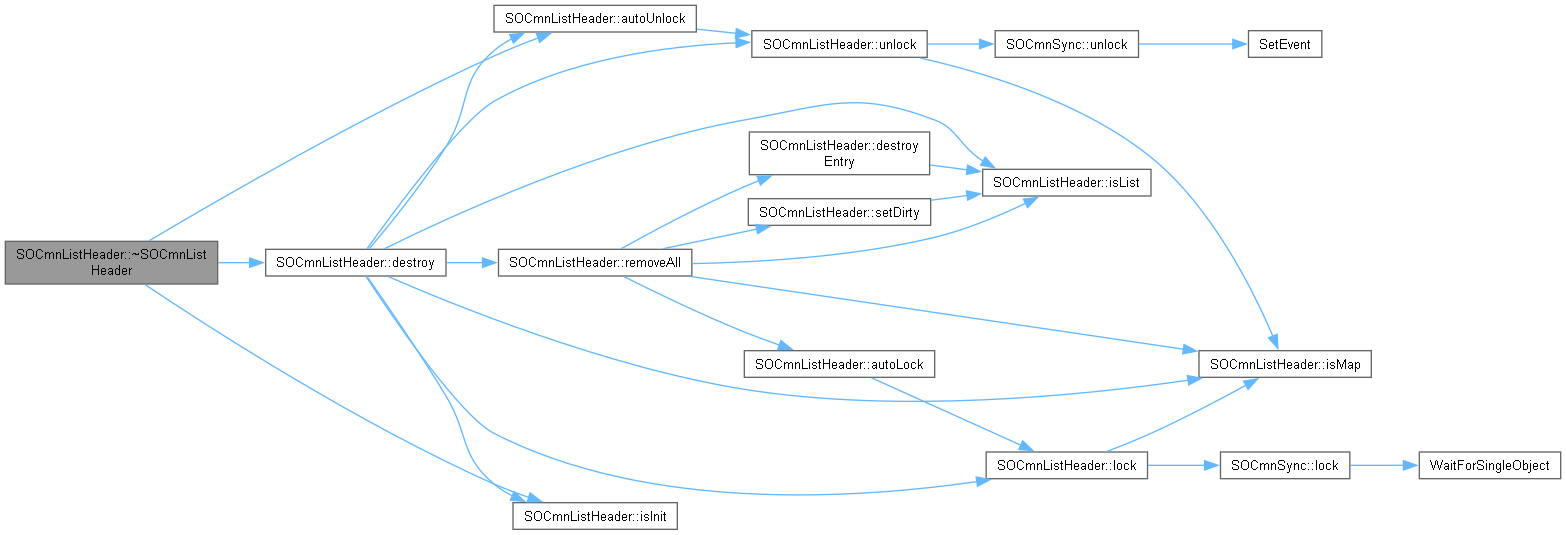 SOCmnListHeader::autoUnlock
SOCmnListHeader::unlock
SOCmnSync::unlock
SetEvent
SOCmnListHeader::destroy
Entry
SOCmnListHeader::isList
SOCmnListHeader::setDirty
SOCmnListHeader::~SOCmnList
Header
SOCmnListHeader::destroy
SOCmnListHeader::removeAll
SOCmnListHeader::autoLock
SOCmnListHeader::isMap
SOCmnListHeader::lock
SOCmnSync::lock
WaitForSingleObject
SOCmnListHeader::isInit